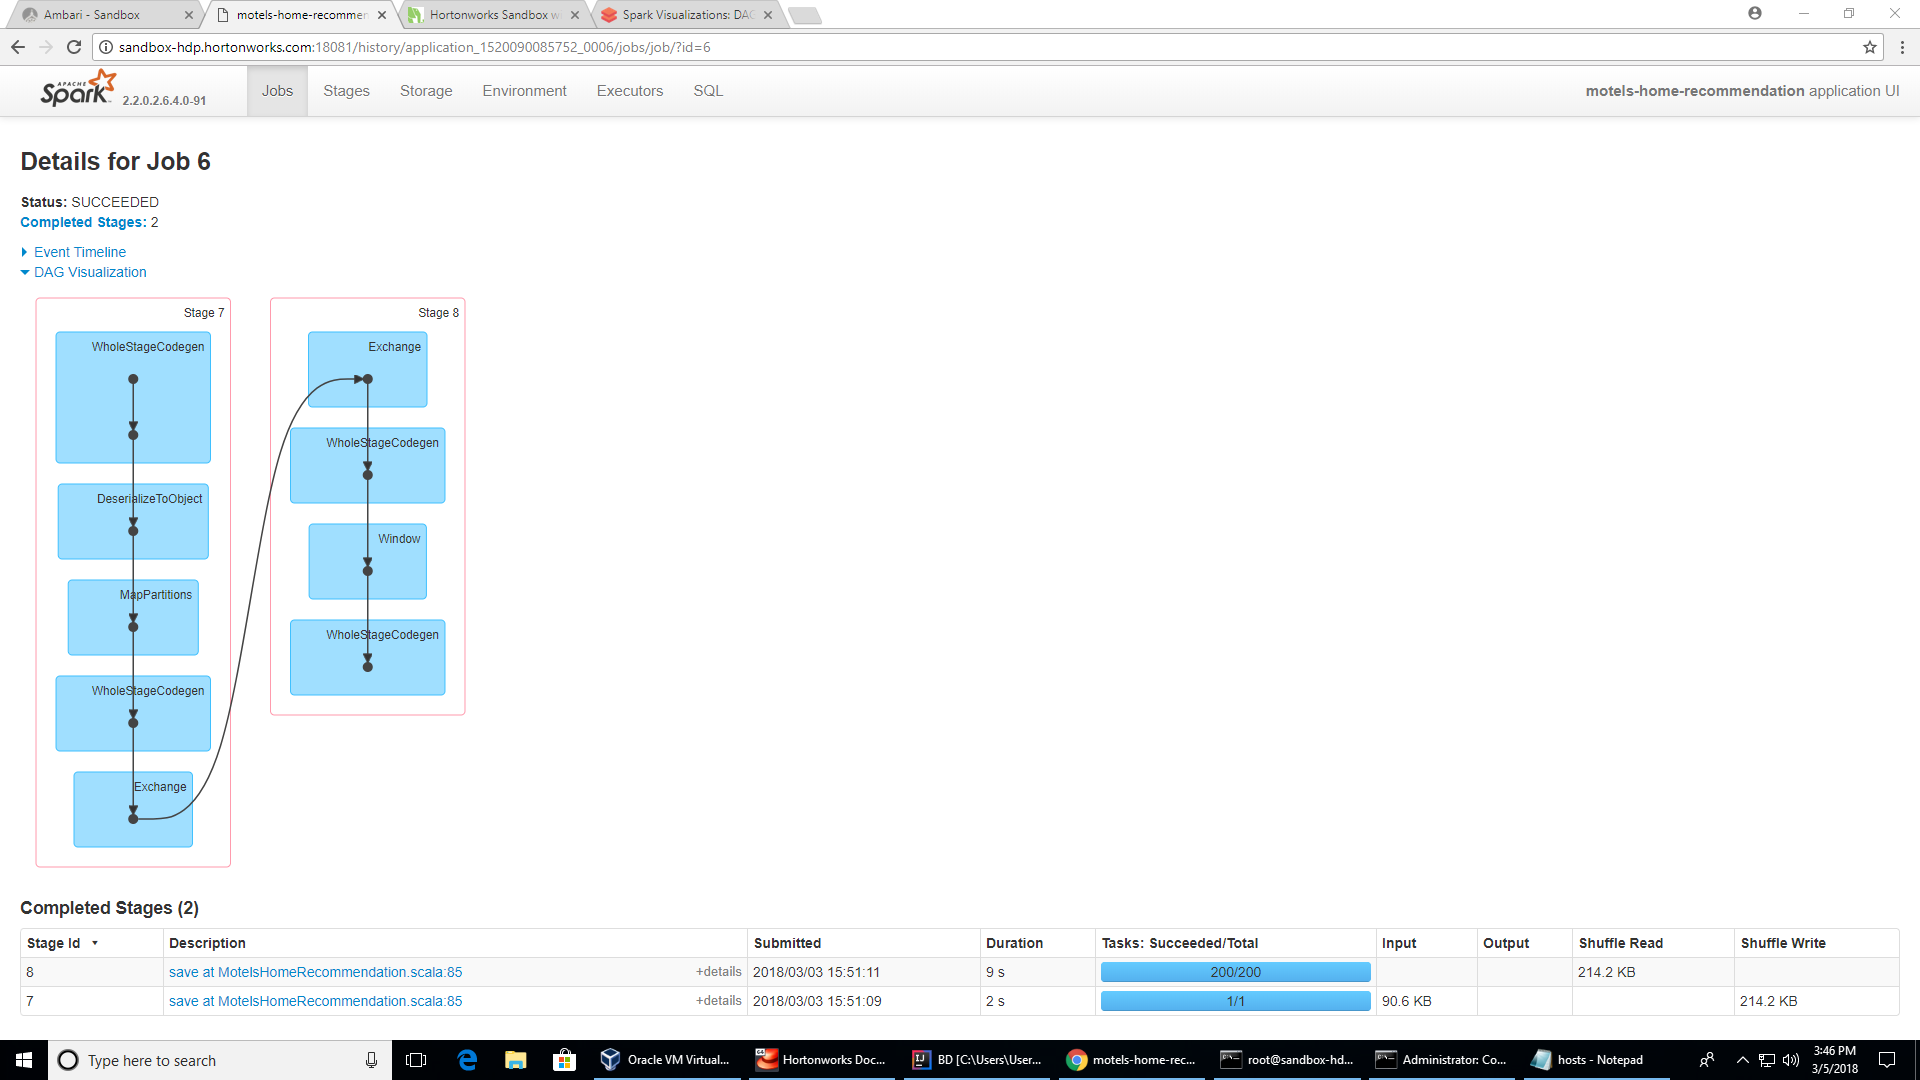 Ambari - Sandbox
motels-home-recommen
Hortonworks Sandbox w
Spark Visualizations: DAG
sandbox-hdp.hortonworks.com:18081/history/application_1520090085752_0006/jobs/job/?id=6
APACHE Spark 2.2.0.2.6.4.0-91 Jobs Stages Storage Environment Executors SQL motels-home-recommendation application UI
Details for Job 6
Status: SUCCEEDED
Completed Stages: 2
Event Timeline
DAG Visualization
Stage 7
WholeStageCodegen
DeserializeToObject
MapPartitions
WholeStageCodegen
Exchange
Stage 8
Exchange
WholeStageCodegen
Window
WholeStageCodegen
Completed Stages (2)
Stage Id Description Submitted Duration Tasks: Succeeded/Total Input Output Shuffle Read Shuffle Write
8 save at MotelsHomeRecommendation.scala:85 +details 2018/03/03 15:51:11 9 s 200/200 214.2 KB
7 save at MotelsHomeRecommendation.scala:85 +details 2018/03/03 15:51:09 2 s 1/1 90.6 KB 214.2 KB
Type here to search
Oracle VM Virtual...
Hortonworks Doc...
BD [C:\Users\User...
motels-home-rec...
root@sandbox-hd...
Administrator: Co...
hosts - Notepad
3:46 PM
3/5/2018